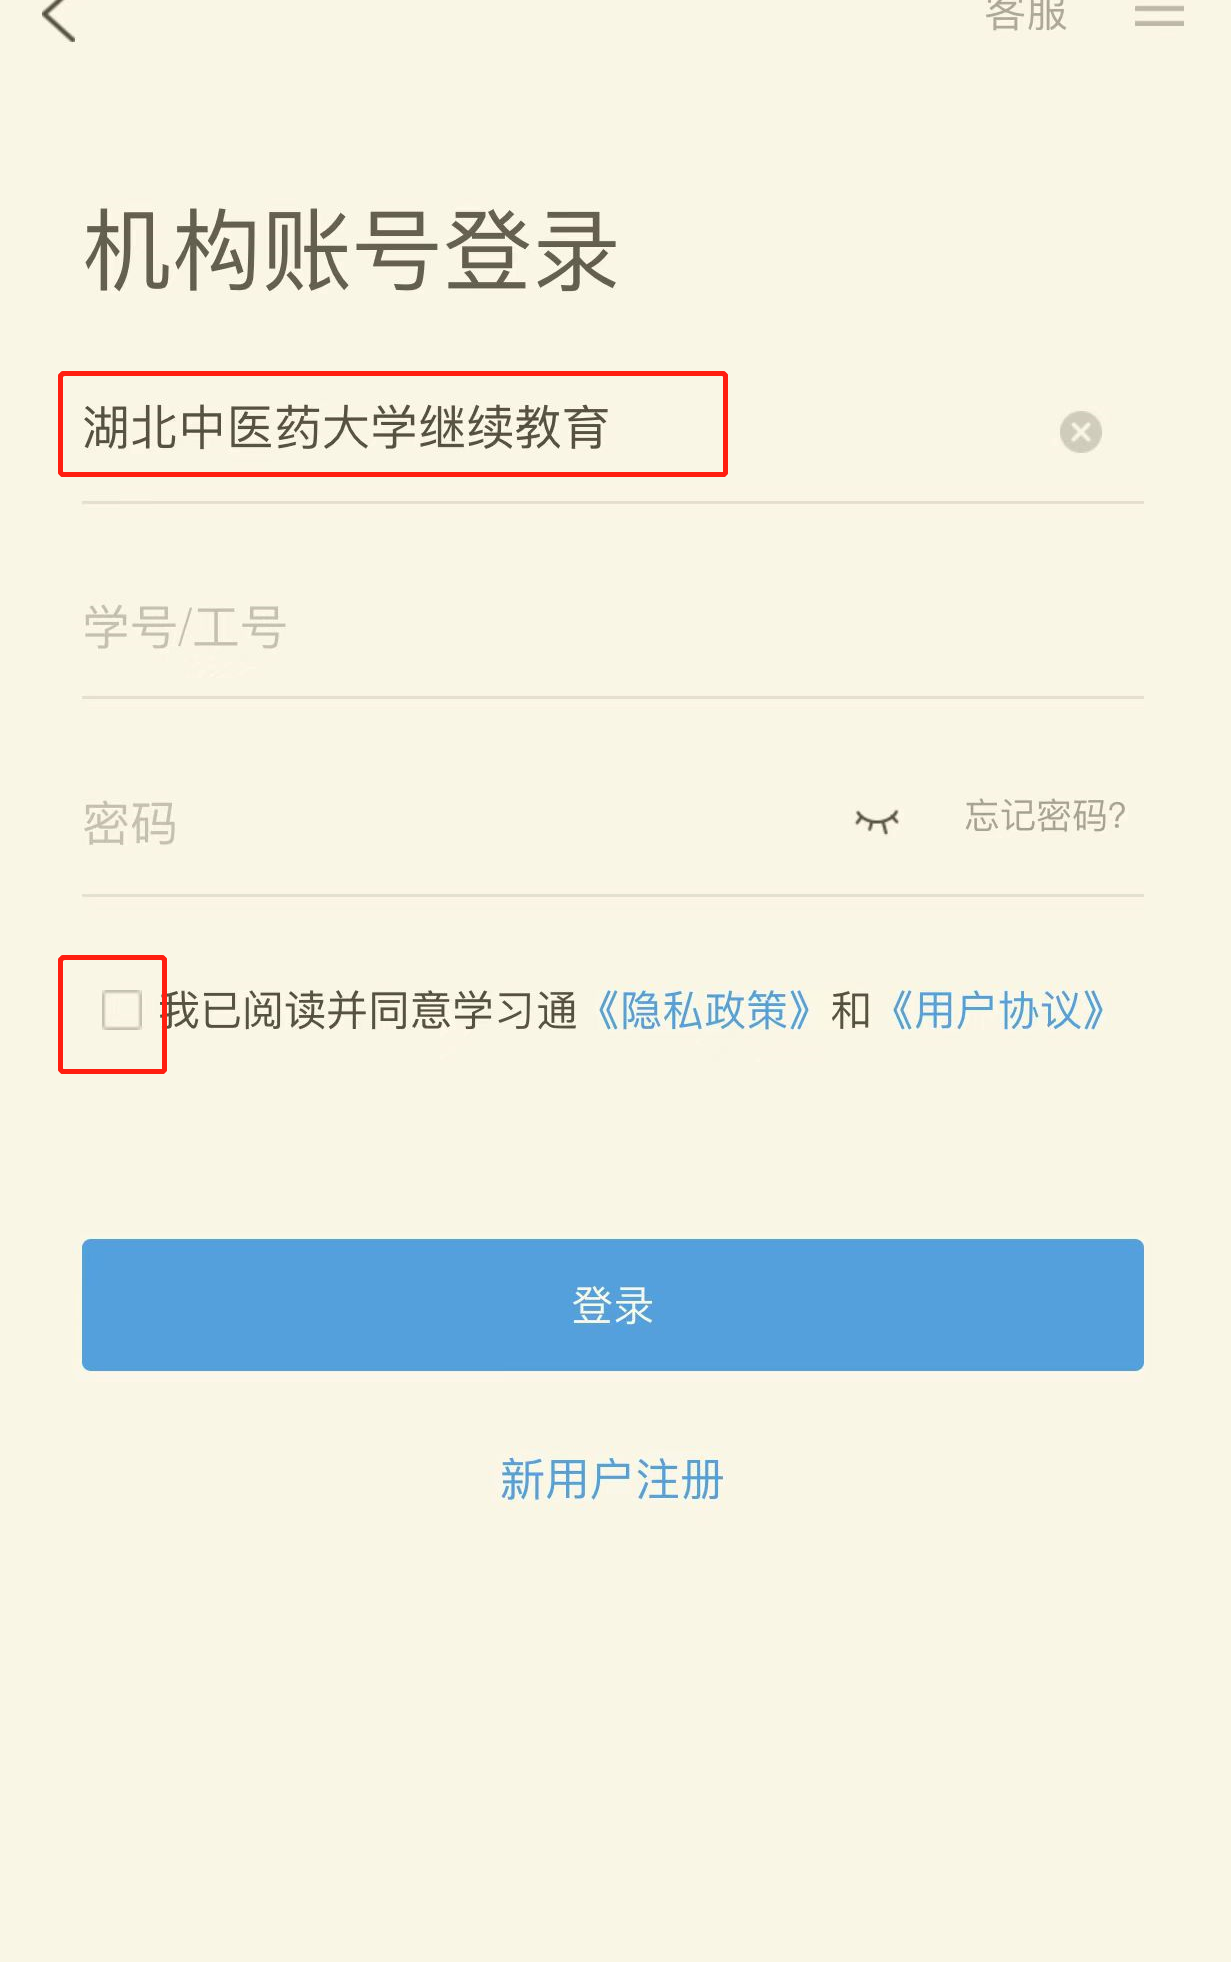 客服
机构账号登录
湖北中医药大学继续教育
学号/工号
密码 忘记密码?
我已阅读并同意学习通《隐私政策》和《用户协议》
登录
新用户注册